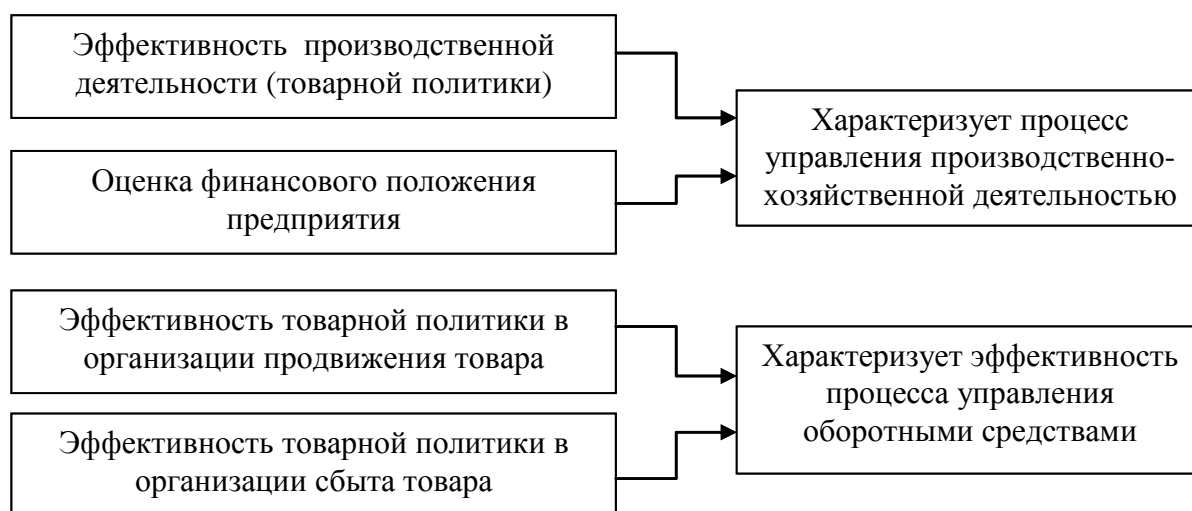 Эффективность производственной
деятельности (товарной политики)
Оценка финансового положения
предприятия
Характеризует процесс
управления производственно-
хозяйственной деятельностью
Эффективность товарной политики в
организации продвижения товара
Эффективность товарной политики в
организации сбыта товара
Характеризует эффективность
процесса управления
оборотными средствами